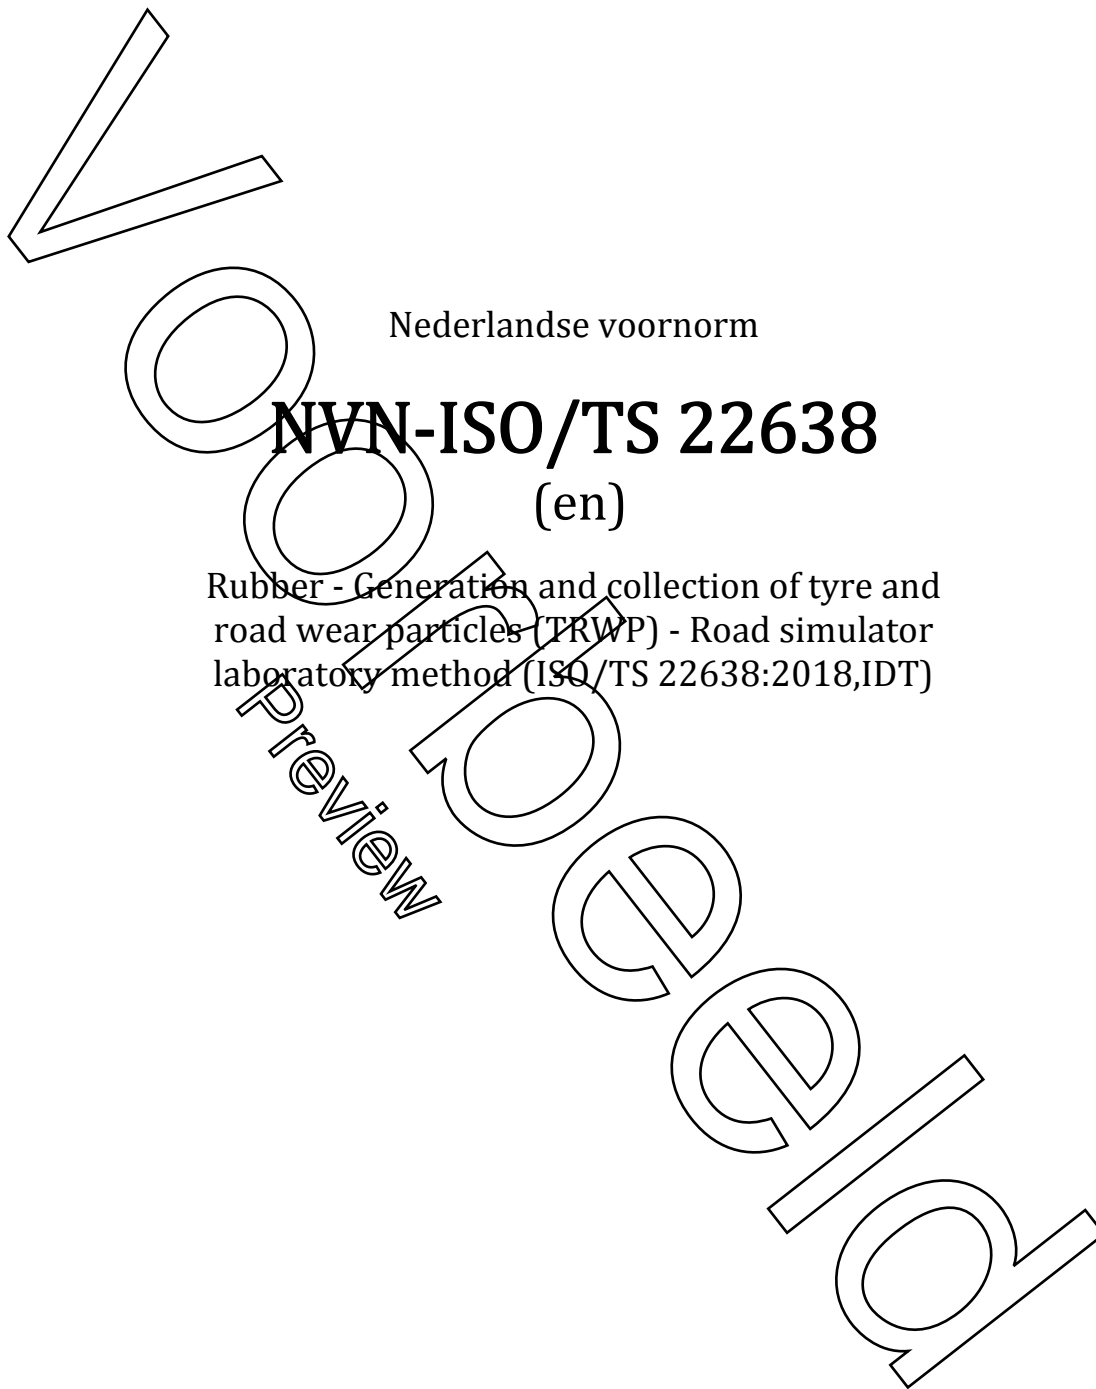 Nederlandse voornorm
NVN-ISO/TS 22638
(en)
Rubber - Generation and collection of tyre and
road wear particles (TRWP) - Road simulator
laboratory method (ISO/TS 22638:2018,IDT)
Voorbeeld
Preview